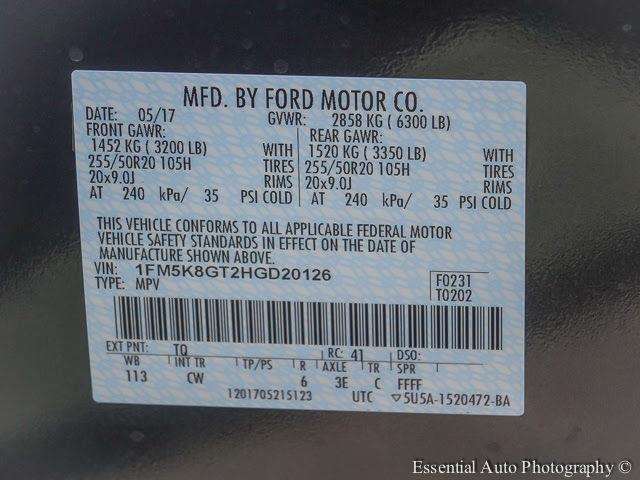 MFD. BY FORD MOTOR CO.
DATE: 05/17 GVWR: 2858 KG ( 6300 LB)
FRONT GAWR: REAR GAWR:
1452 KG ( 3200 LB) WITH 1520 KG ( 3350 LB) WITH
255/50R20 105H TIRES 255/50R20 105H TIRES
20x9.0J RIMS 20x9.0J RIMS
AT 240 kPa/ 35 PSI COLD AT 240 kPa/ 35 PSI COLD
THIS VEHICLE CONFORMS TO ALL APPLICABLE FEDERAL MOTOR
VEHICLE SAFETY STANDARDS IN EFFECT ON THE DATE OF
MANUFACTURE SHOWN ABOVE.
VIN: 1FM5K8GT2HGD20126 F0231
TYPE: MPV T0202
EXT PNT: TQ RC: 41 DSO:
WB INT TR TP/PS R AXLE TR SPR
113 CW 6 3E C FFFF
1201705215123 UTC ▽5U5A-1520472-BA
Essential Auto Photography ©